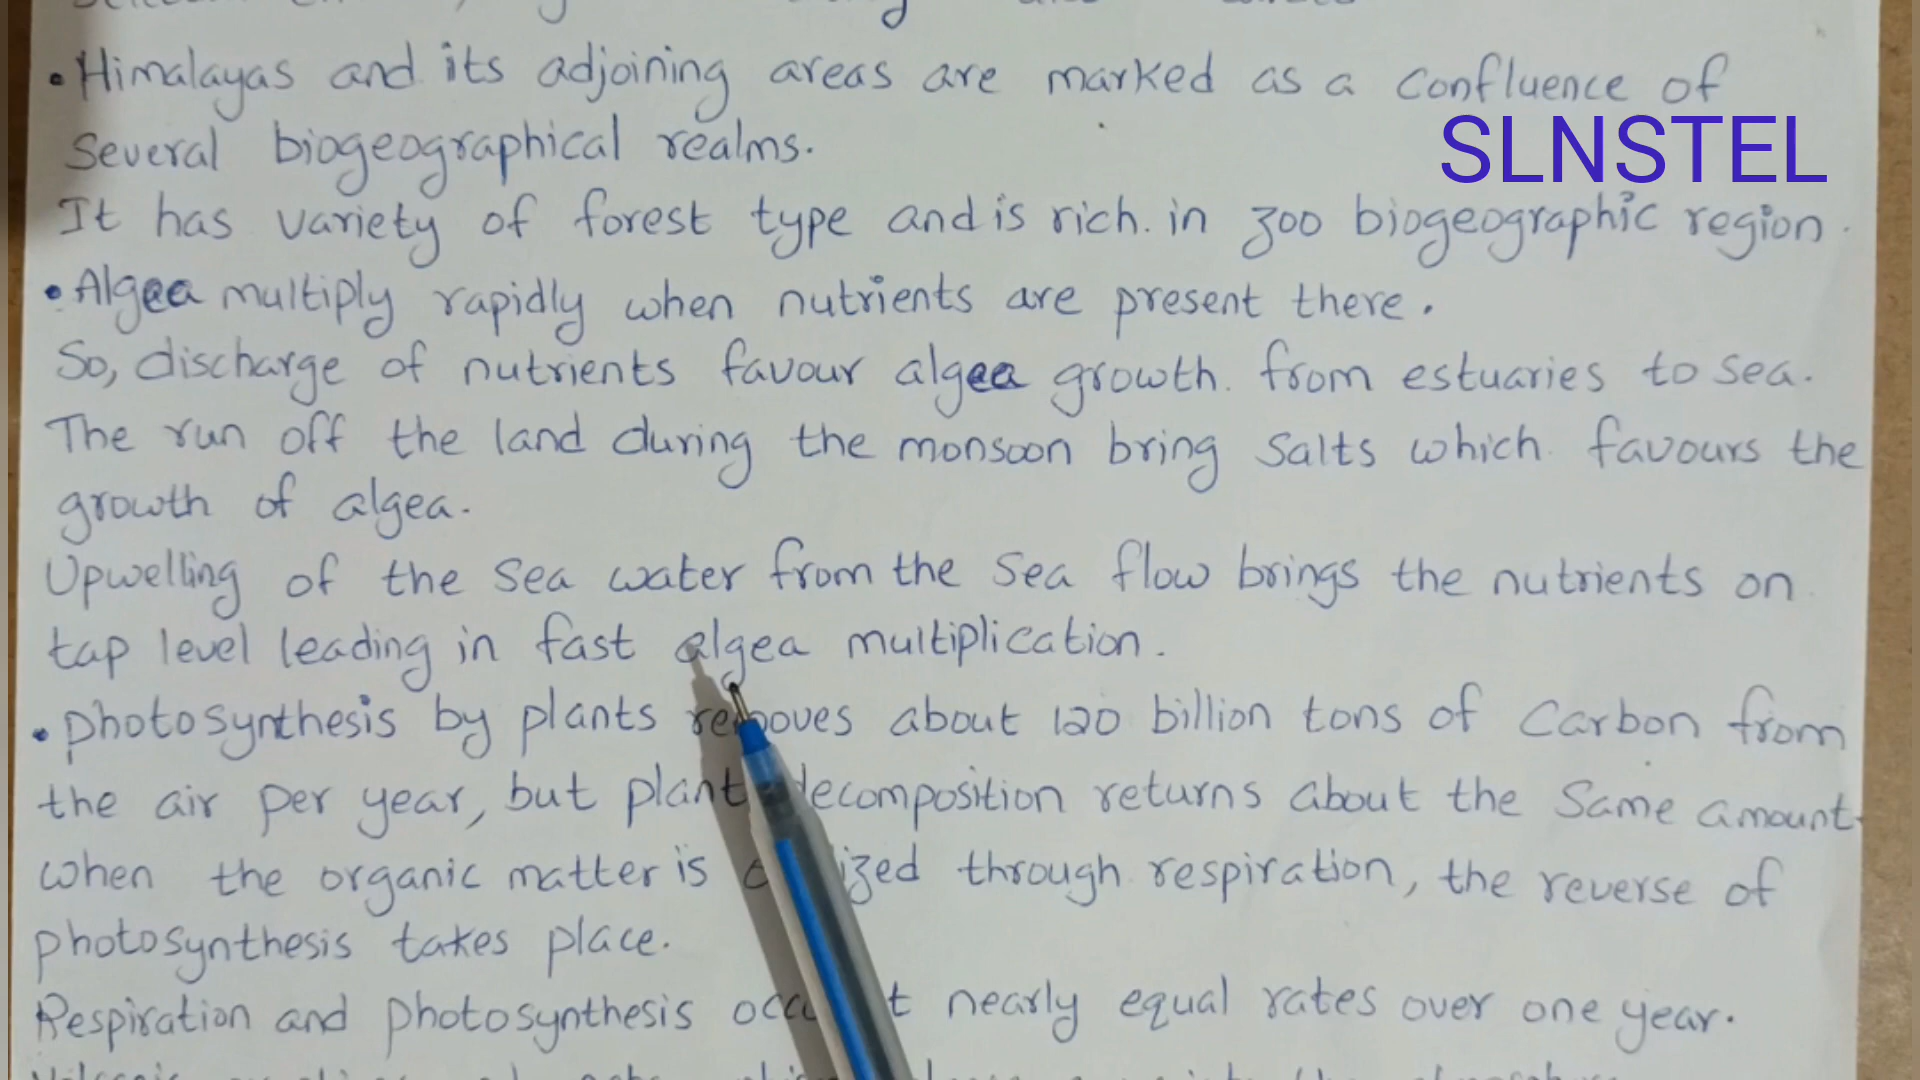 • Himalayas and its adjoining areas are marked as a confluence of
SLNSTEL
several biogeographical realms.
It has variety of forest type and is rich in zoo biogeographic region.
• Algea multiply rapidly when nutrients are present there.
So, discharge of nutrients favour algea growth from estuaries to sea.
The run off the land during the monsoon bring salts which favours the
growth of algea.
Upwelling of the sea water from the sea flow brings the nutrients on
tap level leading in fast algea multiplication.
• photosynthesis by plants removes about 120 billion tons of carbon from
the air per year, but plant decomposition returns about the same amount
when the organic matter is through respiration, the reverse of
photosynthesis takes place.
Respiration and photosynthesis nearly equal rates over one year.